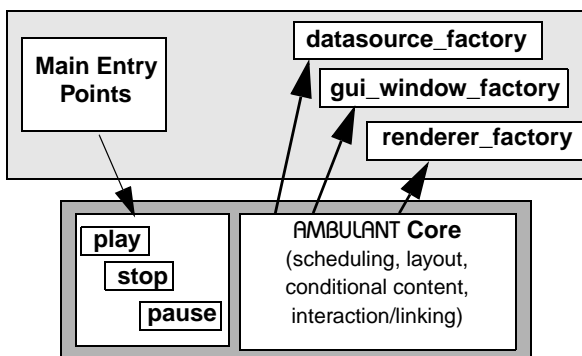 Main Entry
Points
datasource_factory
gui_window_factory
renderer_factory
play
stop
pause
AMBULANT Core
(scheduling, layout,
conditional content,
interaction/linking)